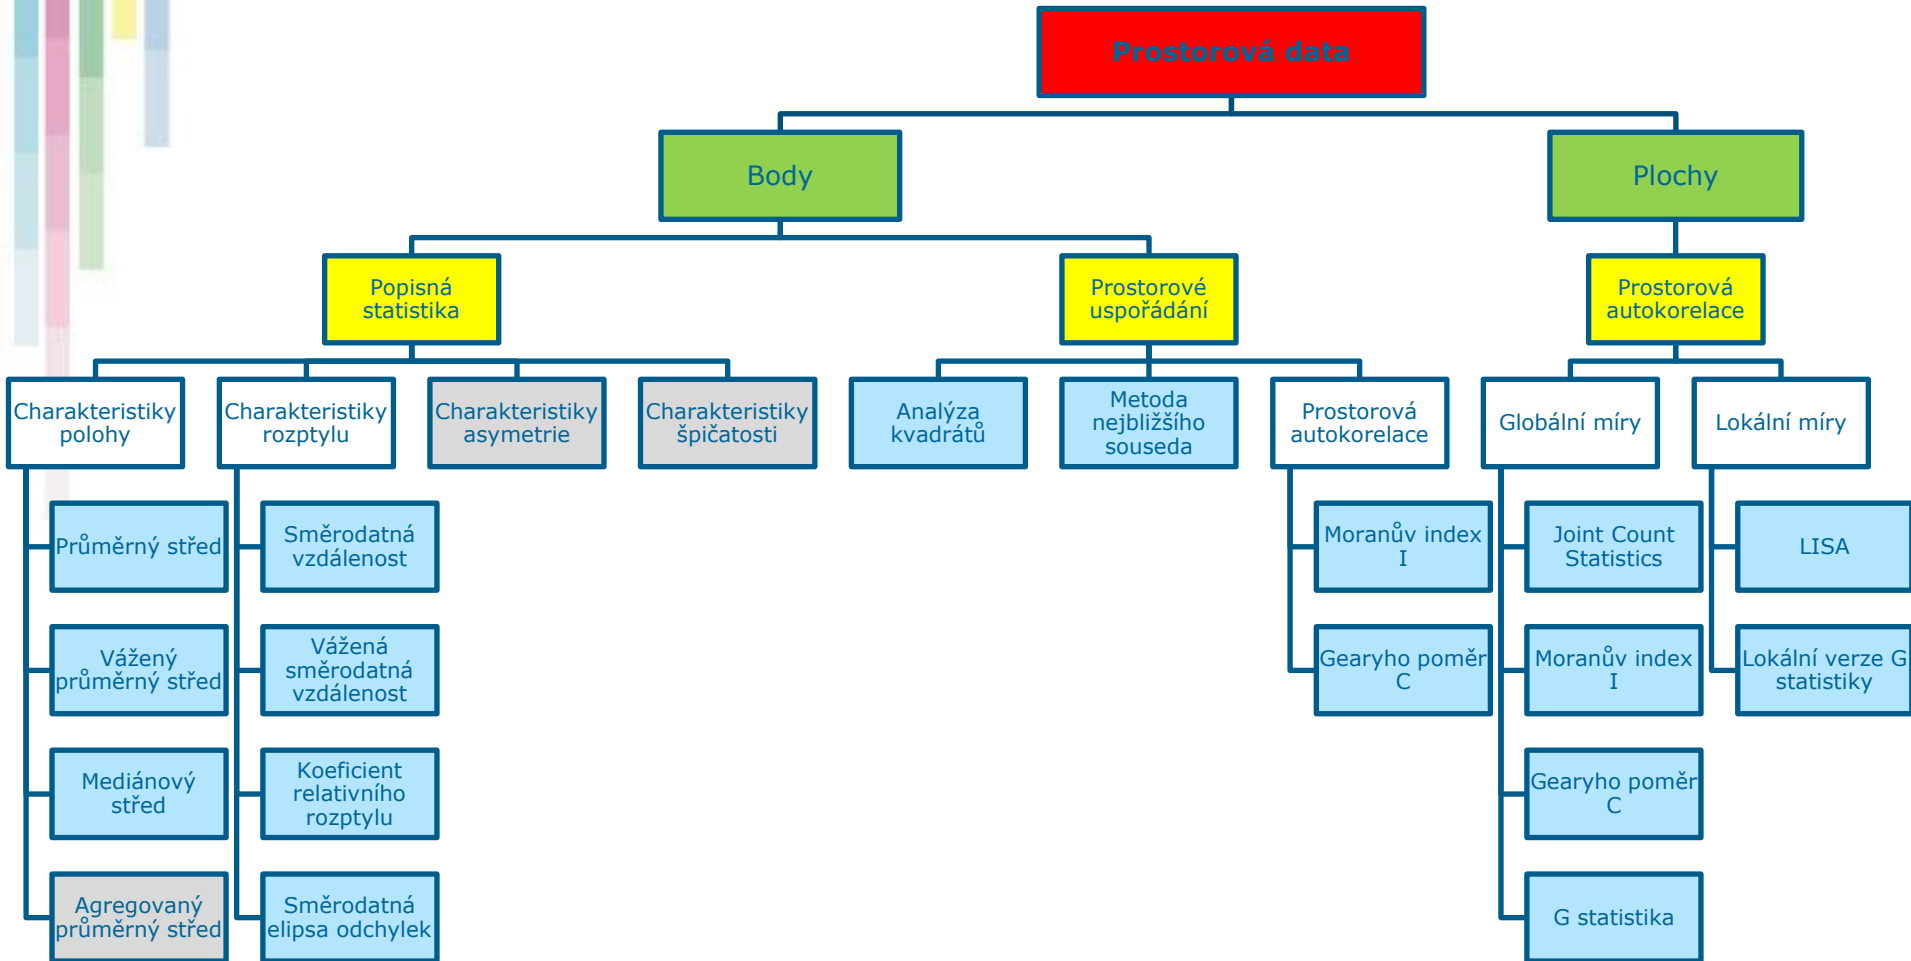 Prostorová data
Body
Plochy
Popisná
statistika
Prostorové
uspořádání
Prostorová
autokorelace
Charakteristiky
polohy
Charakteristiky
rozptylu
Charakteristiky
asymetrie
Charakteristiky
špičatosti
Analýza
kvadrátů
Metoda
nejbližšího
souseda
Prostorová
autokorelace
Globální míry
Lokální míry
Průměrný střed
Směrodatná
vzdálenost
Moranův index
I
Joint Count
Statistics
LISA
Vážený
průměrný střed
Vážená
směrodatná
vzdálenost
Gearyho poměr
C
Moranův index
I
Lokální verze G
statistiky
Mediánový
střed
Koeficient
relativního
rozptylu
Gearyho poměr
C
Agregovaný
průměrný střed
Směrodatná
elipsa odchylek
G statistika